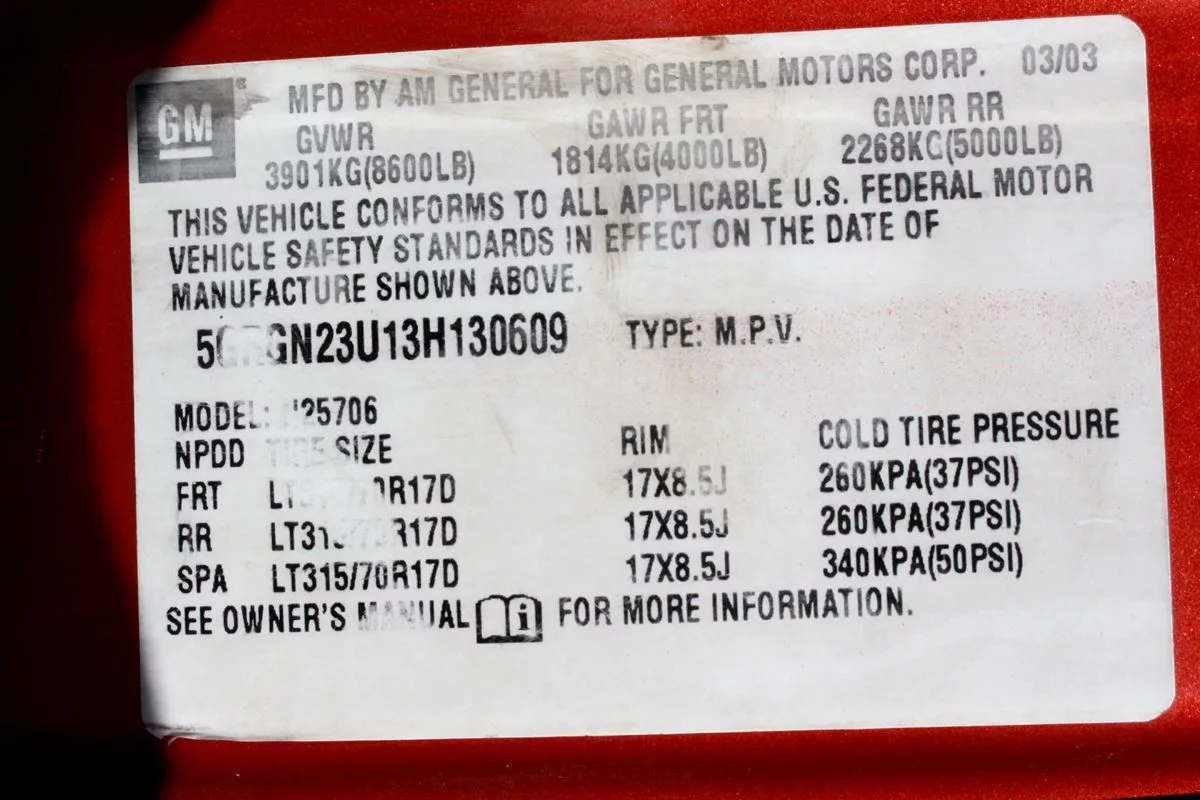 GM
MFD BY AM GENERAL FOR GENERAL MOTORS CORP. 03/03
GVWR GAWR FRT GAWR RR
3901KG(8600LB) 1814KG(4000LB) 2268KG(5000LB)
THIS VEHICLE CONFORMS TO ALL APPLICABLE U.S. FEDERAL MOTOR
VEHICLE SAFETY STANDARDS IN EFFECT ON THE DATE OF
MANUFACTURE SHOWN ABOVE.
TYPE: M.P.V.
MODEL:
NPDD TIRE SIZE RIM COLD TIRE PRESSURE
FRT 17X8.5J 260KPA(37PSI)
RR 17X8.5J 260KPA(37PSI)
SPA LT315/70R17D 17X8.5J 340KPA(50PSI)
SEE OWNER'S MANUAL i FOR MORE INFORMATION.